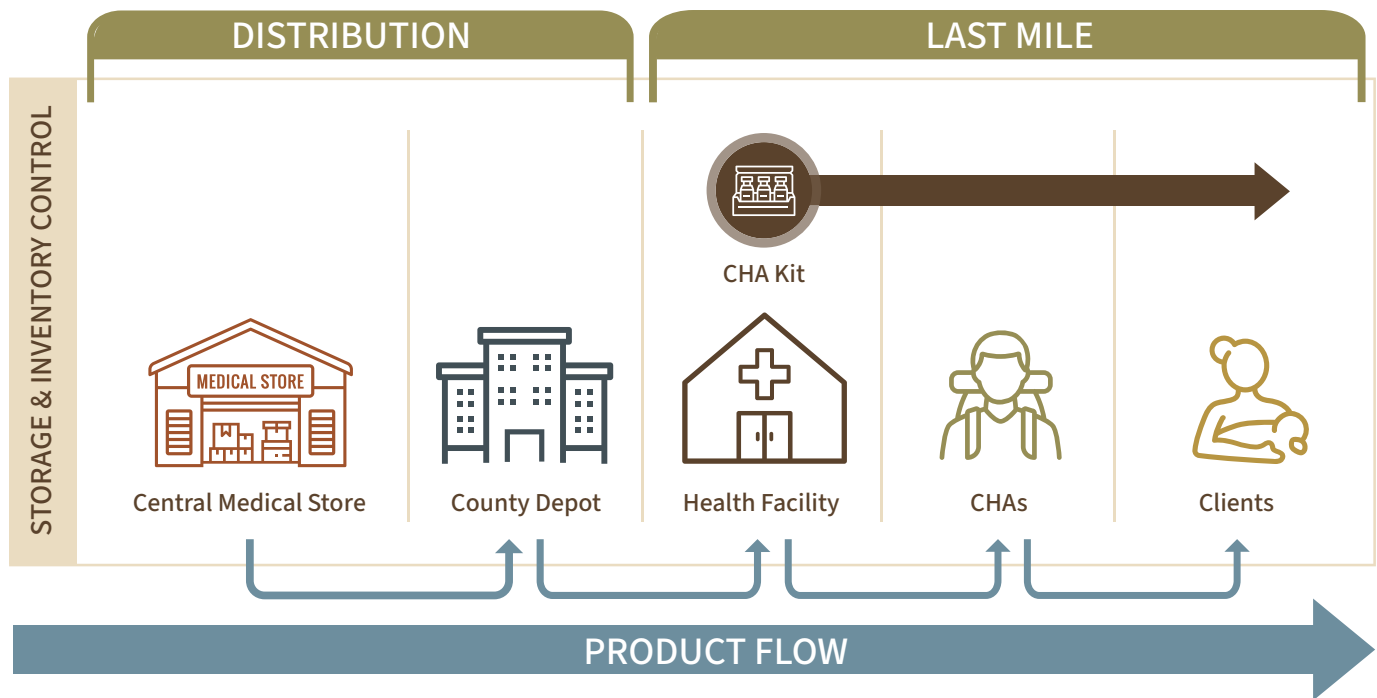 DISTRIBUTION
LAST MILE
STORAGE & INVENTORY CONTROL
CHA Kit
MEDICAL STORE
Central Medical Store
County Depot
Health Facility
CHAs
Clients
PRODUCT FLOW